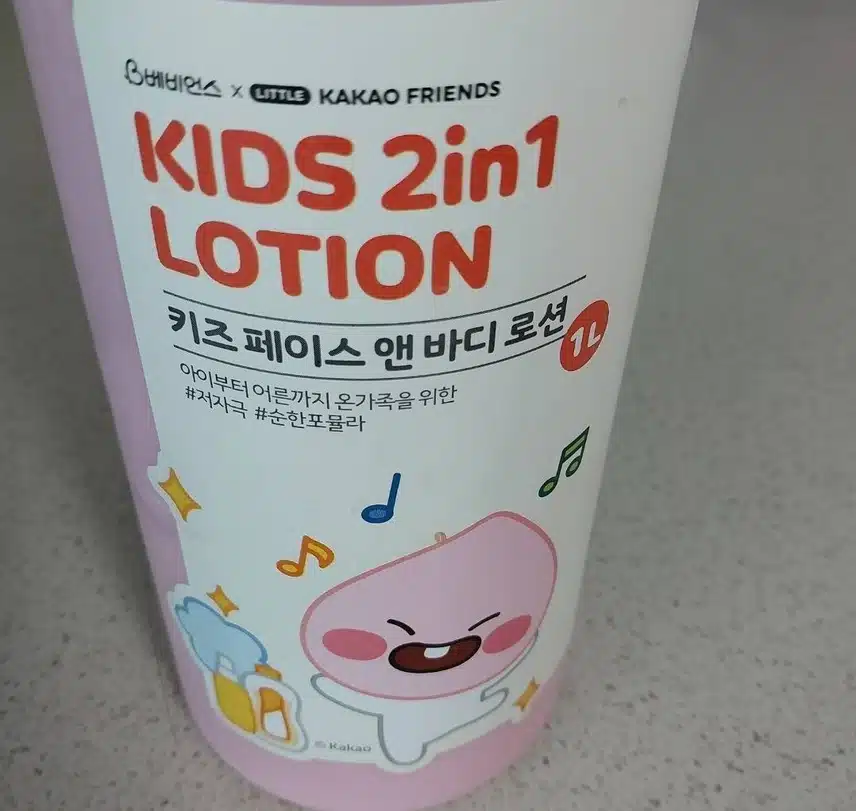 베비언스 x LITTLE KAKAO FRIENDS
KIDS 2in1
LOTION
키즈 페이스 앤 바디 로션
1L
아이부터 어른까지 온가족을 위한
#저자극 #순한포뮬라
© Kakao